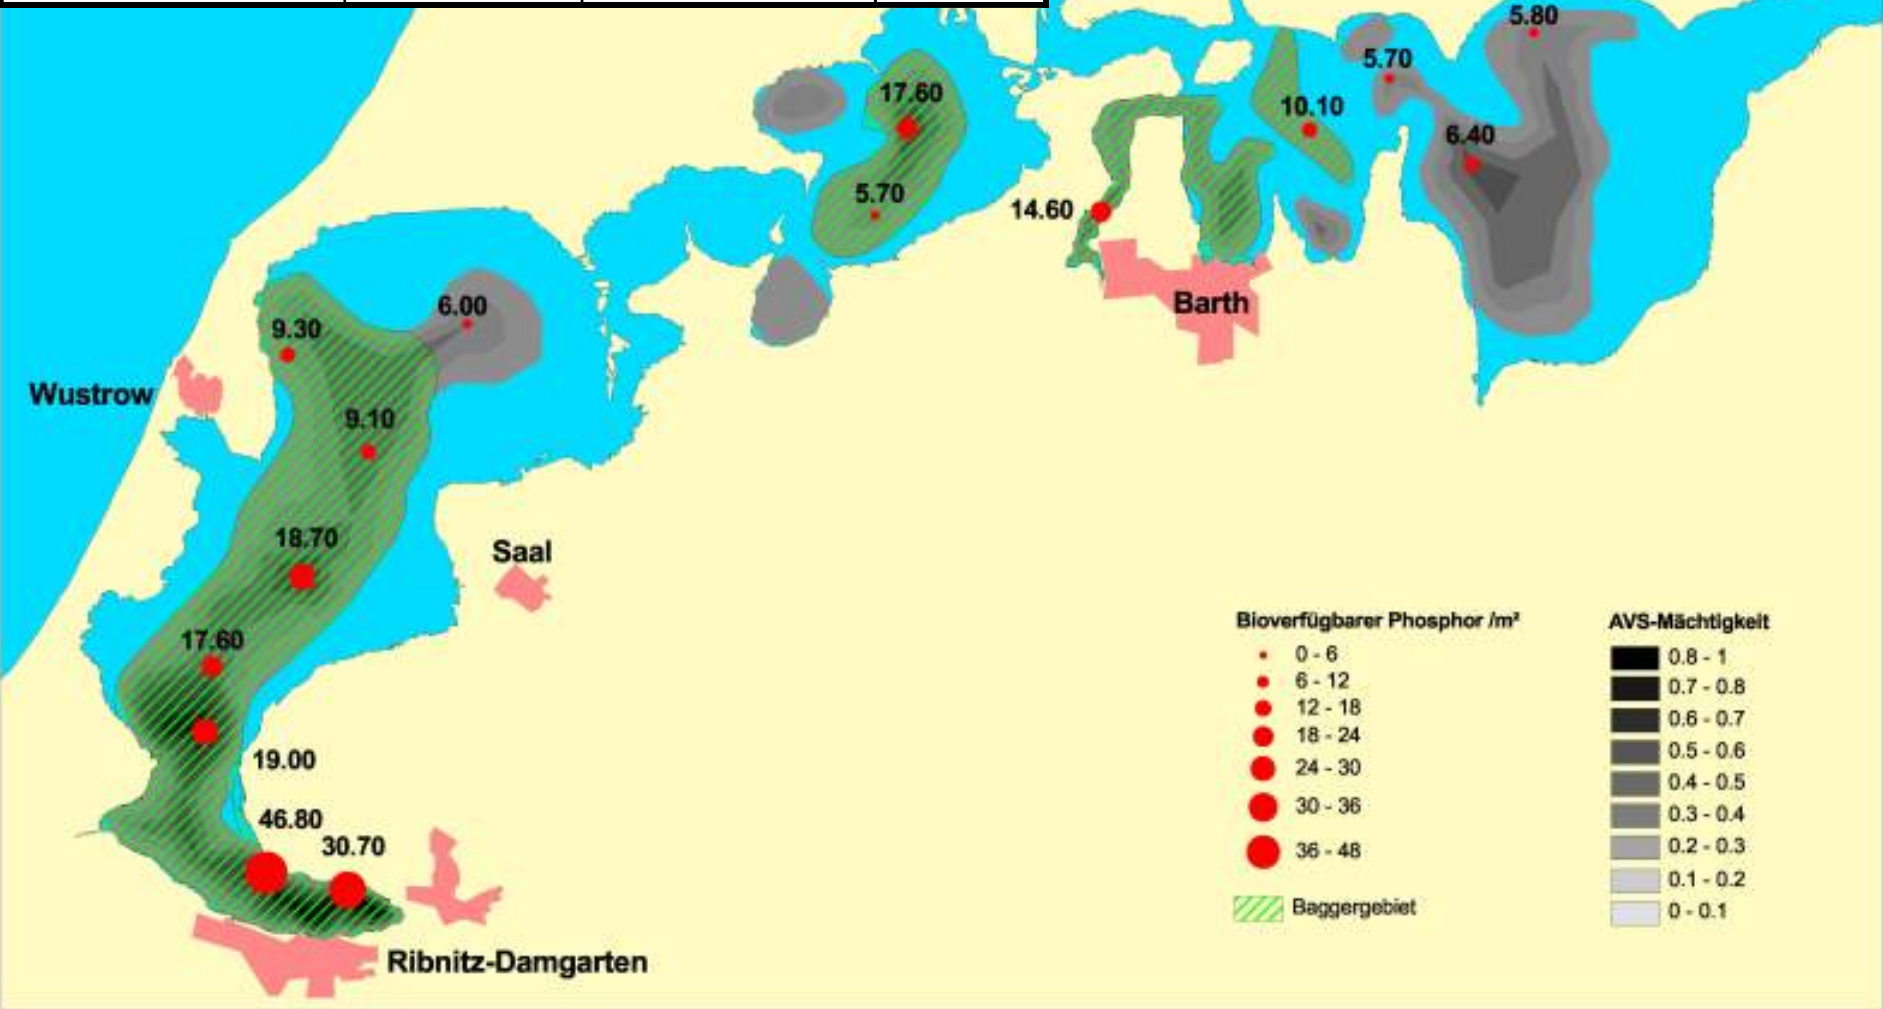 5.80
5.70
17.60
10.10
6.40
5.70
14.60
Barth
6.00
9.30
Wustrow
9.10
18.70
Saal
17.60
19.00
46.80
30.70
Ribnitz-Damgarten
Bioverfügbarer Phosphor /m²
0 - 6
6 - 12
12 - 18
18 - 24
24 - 30
30 - 36
36 - 48
Baggergebiet
AVS-Mächtigkeit
0.8 - 1
0.7 - 0.8
0.6 - 0.7
0.5 - 0.6
0.4 - 0.5
0.3 - 0.4
0.2 - 0.3
0.1 - 0.2
0 - 0.1